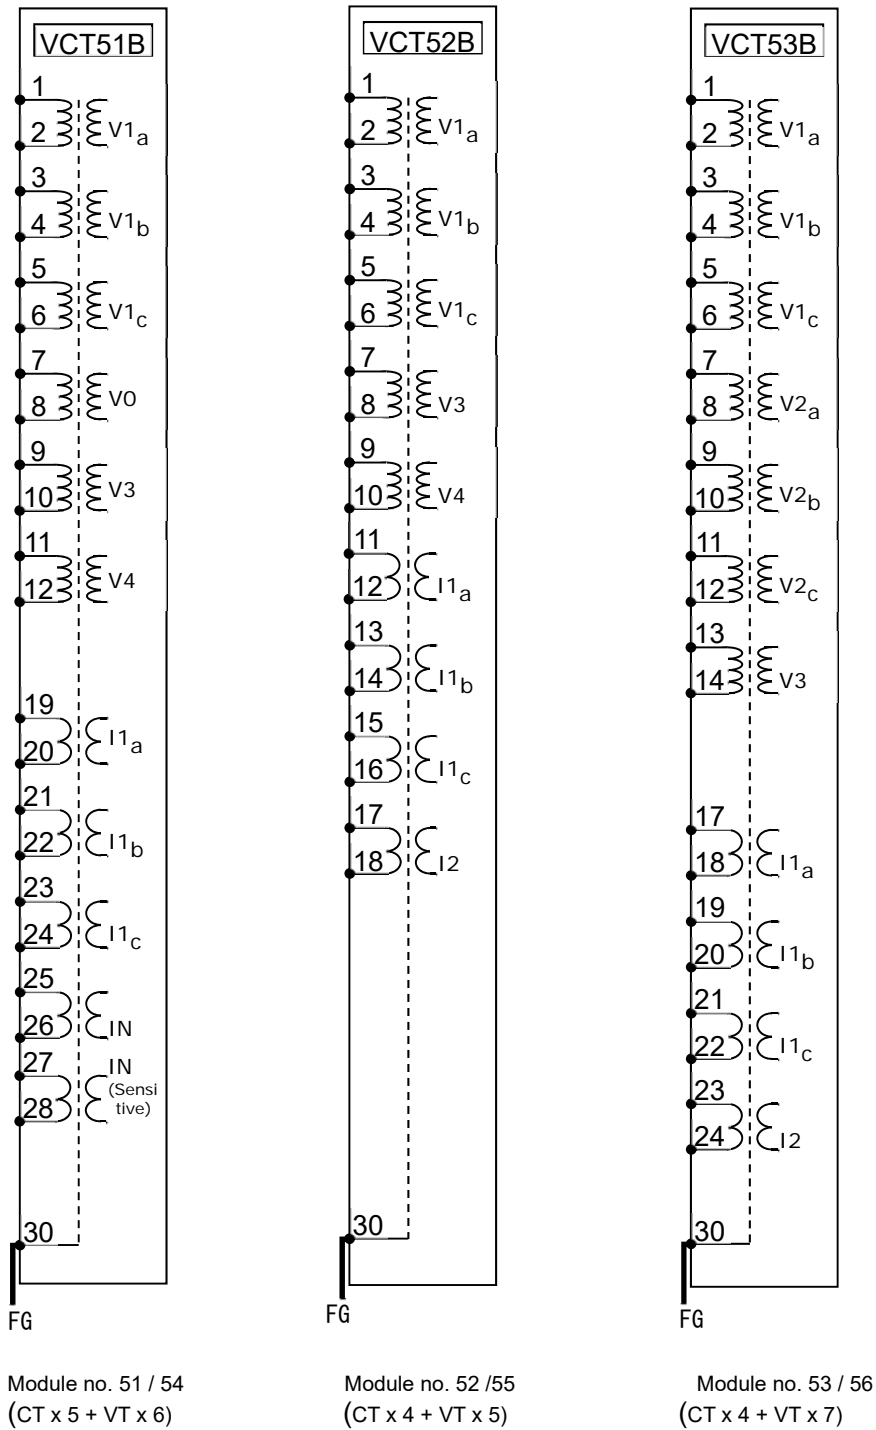 VCT51B
1
2
V1a
3
4
V1b
5
6
V1c
7
8
V0
9
10
V3
11
12
V4
19
20
I1a
21
22
I1b
23
24
I1c
25
26
IN
27
28
IN
(Sensi
tive)
30
FG
Module no. 51 / 54
(CT x 5 + VT x 6)
VCT52B
1
2
V1a
3
4
V1b
5
6
V1c
7
8
V3
9
10
V4
11
12
I1a
13
14
I1b
15
16
I1c
17
18
I2
30
FG
Module no. 52 /55
(CT x 4 + VT x 5)
VCT53B
1
2
V1a
3
4
V1b
5
6
V1c
7
8
V2a
9
10
V2b
11
12
V2c
13
14
V3
17
18
I1a
19
20
I1b
21
22
I1c
23
24
I2
30
FG
Module no. 53 / 56
(CT x 4 + VT x 7)